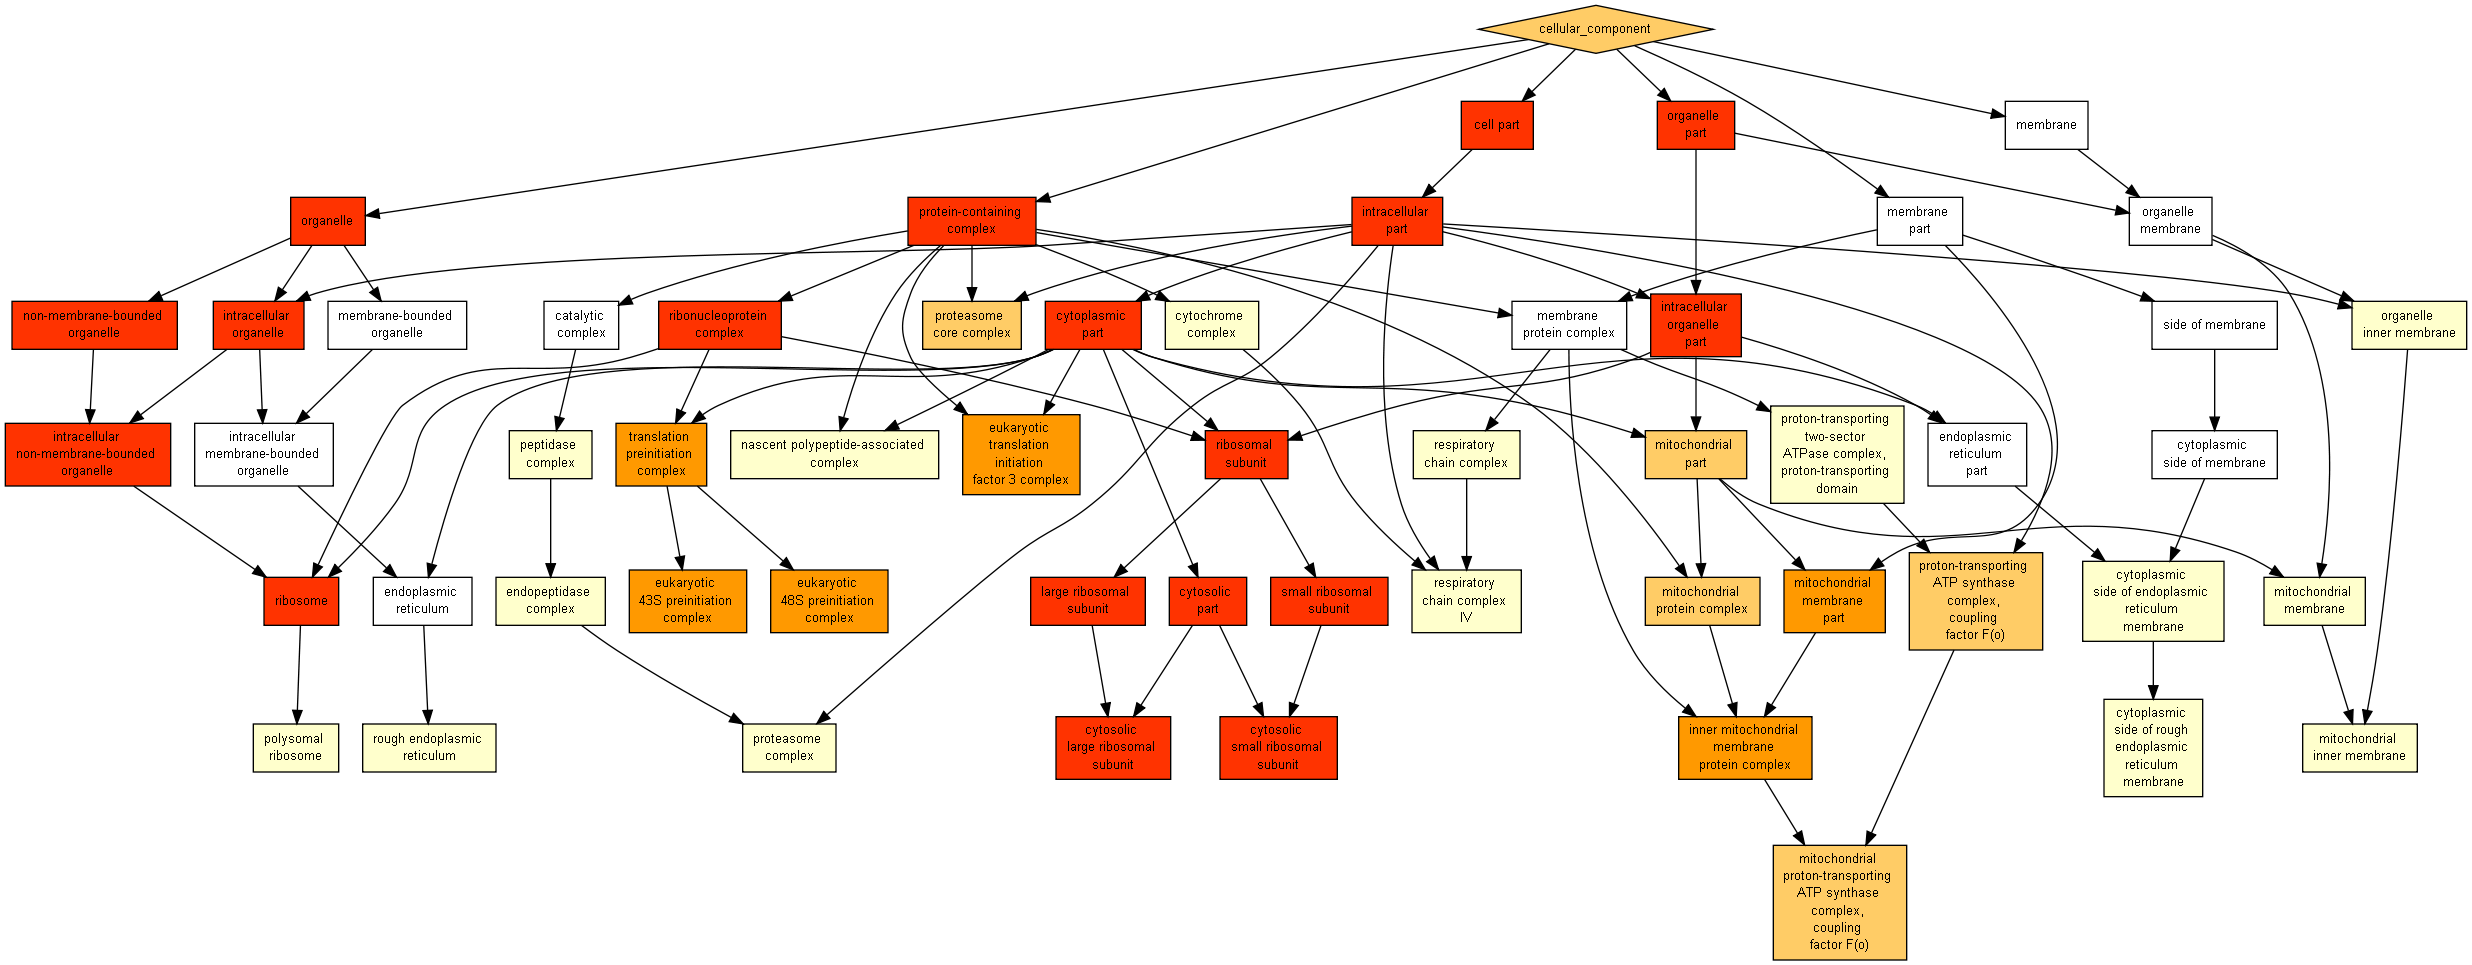 cellular_component
cell part
organelle
part
membrane
organelle
protein-containing
complex
intracellular
part
membrane
part
organelle
membrane
non-membrane-bounded
organelle
intracellular
organelle
membrane-bounded
organelle
catalytic
complex
ribonucleoprotein
complex
proteasome
core complex
cytoplasmic
part
cytochrome
complex
membrane
protein complex
intracellular
organelle
part
side of membrane
organelle
inner membrane
intracellular
non-membrane-bounded
organelle
intracellular
membrane-bounded
organelle
peptidase
complex
translation
preinitiation
complex
nascent polypeptide-associated
complex
eukaryotic
translation
initiation
factor 3 complex
ribosomal
subunit
respiratory
chain complex
mitochondrial
part
proton-transporting
two-sector
ATPase complex,
proton-transporting
domain
endoplasmic
reticulum
part
cytoplasmic
side of membrane
ribosome
endoplasmic
reticulum
endopeptidase
complex
eukaryotic
43S preinitiation
complex
eukaryotic
48S preinitiation
complex
large ribosomal
subunit
cytosolic
part
small ribosomal
subunit
respiratory
chain complex
IV
mitochondrial
protein complex
mitochondrial
membrane
part
proton-transporting
ATP synthase
complex,
coupling
factor F(o)
cytoplasmic
side of endoplasmic
reticulum
membrane
mitochondrial
membrane
polysomal
ribosome
rough endoplasmic
reticulum
proteasome
complex
cytosolic
large ribosomal
subunit
cytosolic
small ribosomal
subunit
inner mitochondrial
membrane
protein complex
cytoplasmic
side of rough
endoplasmic
reticulum
membrane
mitochondrial
inner membrane
mitochondrial
proton-transporting
ATP synthase
complex,
coupling
factor F(o)